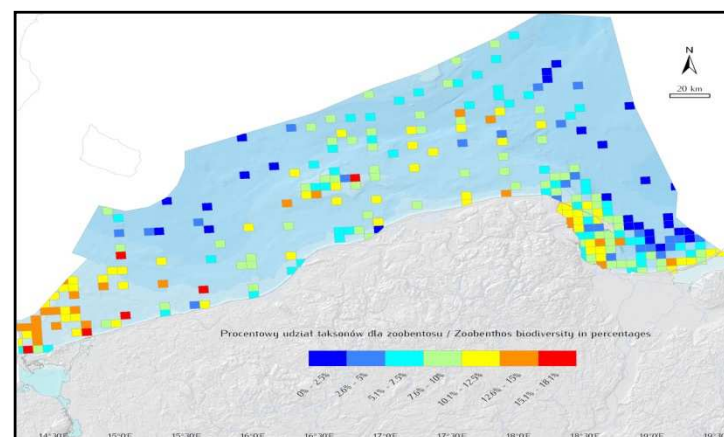 N
20 km
Procentowy udział taksonów dla zoobentosu / Zoobenthos biodiversity in percentages
0% - 2.5%
2.6% - 5%
5.1% - 7.5%
7.6% - 10%
10.1% - 12.5%
12.6% - 15%
15.1% - 18.1%
14°30'E
15°0'E
15°30'E
16°0'E
16°30'E
17°0'E
17°30'E
18°0'E
18°30'E
19°0'E